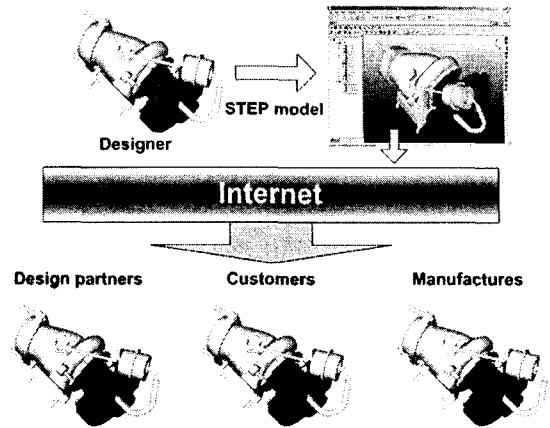 STEP model
Designer
Internet
Design partners
Customers
Manufactures